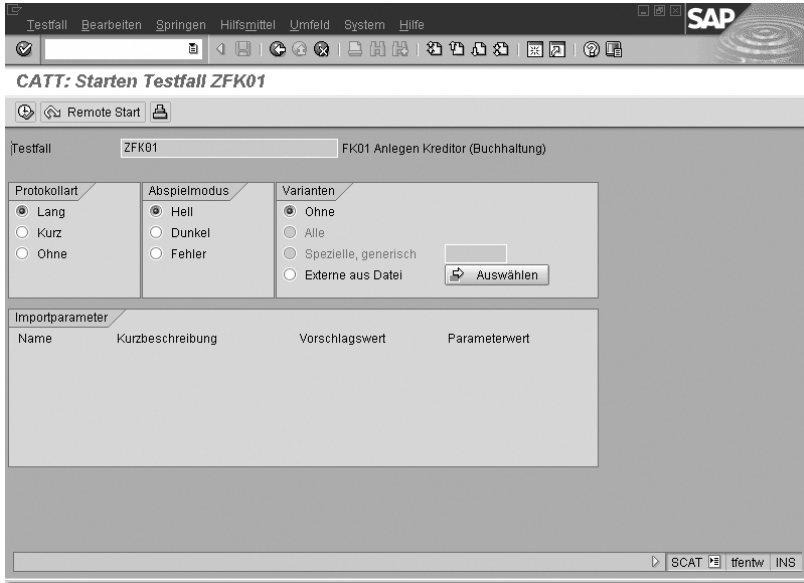 Testfall Bearbeiten Springen Hilfsmittel Umfeld System Hilfe
SAP
CATT: Starten Testfall ZFK01
Remote Start
Testfall ZFK01 FK01 Anlegen Kreditor (Buchhaltung)
Protokollart Abspielmodus Varianten
Lang Hell Ohne
Kurz Dunkel Alle
Ohne Fehler Spezielle, generisch
Externe aus Datei Auswählen
Importparameter
Name Kurzbeschreibung Vorschlagswert Parameterwert
SCAT tfentw INS